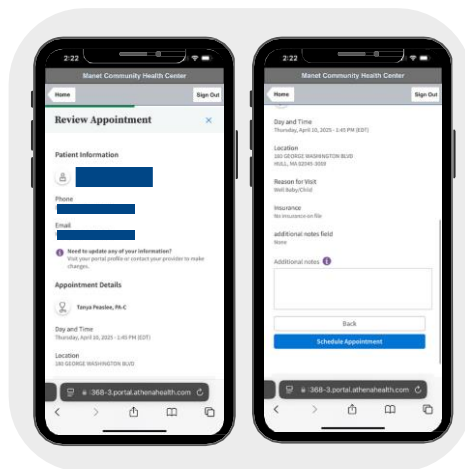 2:22
Manet Community Health Center
Home
Sign Out
Review Appointment
Patient Information
Phone
Email
Need to update any of your information?
Visit your portal profile or contact your provider to make
changes.
Appointment Details
Tanya Peaslee, PA-C
Day and Time
Thursday, April 10, 2025 - 1:45 PM (EDT)
Location
180 GEORGE WASHINGTON BLVD
:368-3.portal.athenahealth.com
2:22
Manet Community Health Center
Home
Sign Out
Day and Time
Thursday, April 10, 2025 - 1:45 PM (EDT)
Location
180 GEORGE WASHINGTON BLVD
HULL, MA
Reason for Visit
Well Baby/Child
Insurance
No insurance on file
additional notes field
None
Additional notes
Back
Schedule Appointment
:368-3.portal.athenahealth.com